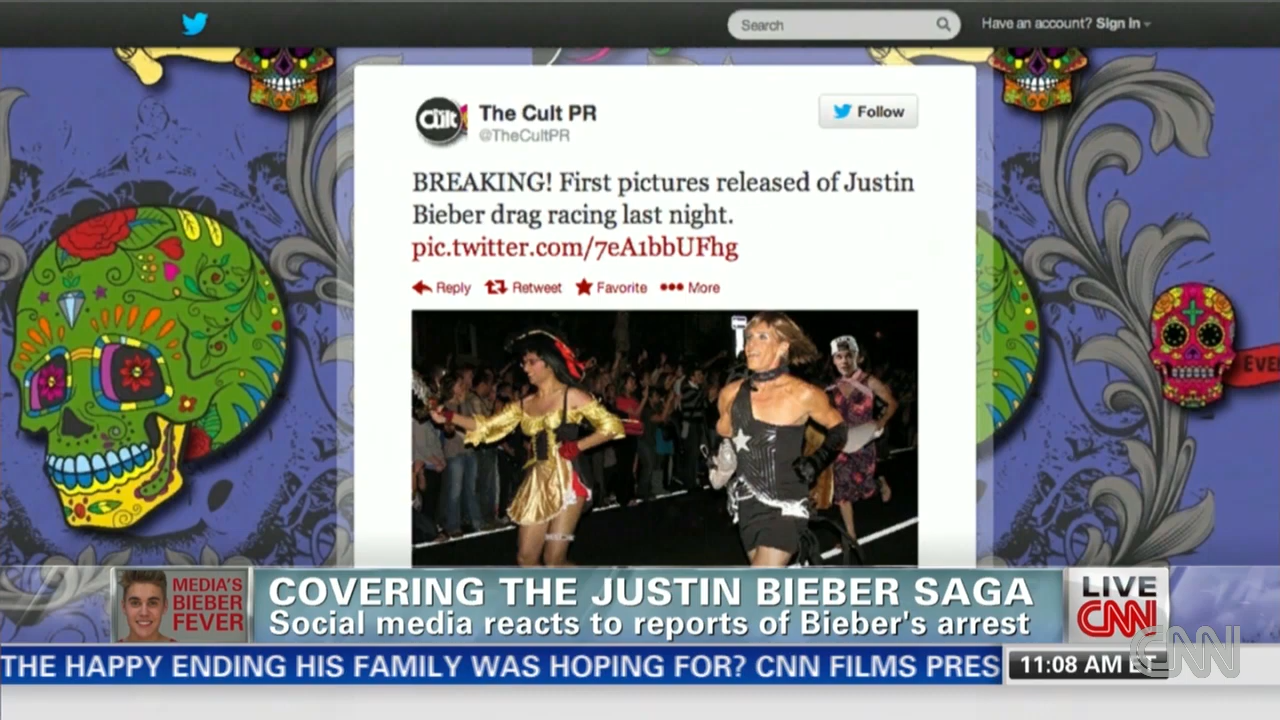 Search
Have an account? Sign in
Cult
The Cult PR
@TheCultPR
Follow
BREAKING! First pictures released of Justin
Bieber drag racing last night.
pic.twitter.com/7eA1bbUFhg
Reply Retweet Favorite More
EVE
MEDIA'S
BIEBER
FEVER
COVERING THE JUSTIN BIEBER SAGA
Social media reacts to reports of Bieber's arrest
LIVE
CNN
THE HAPPY ENDING HIS FAMILY WAS HOPING FOR? CNN FILMS PRES
11:08 AM ET
CNN